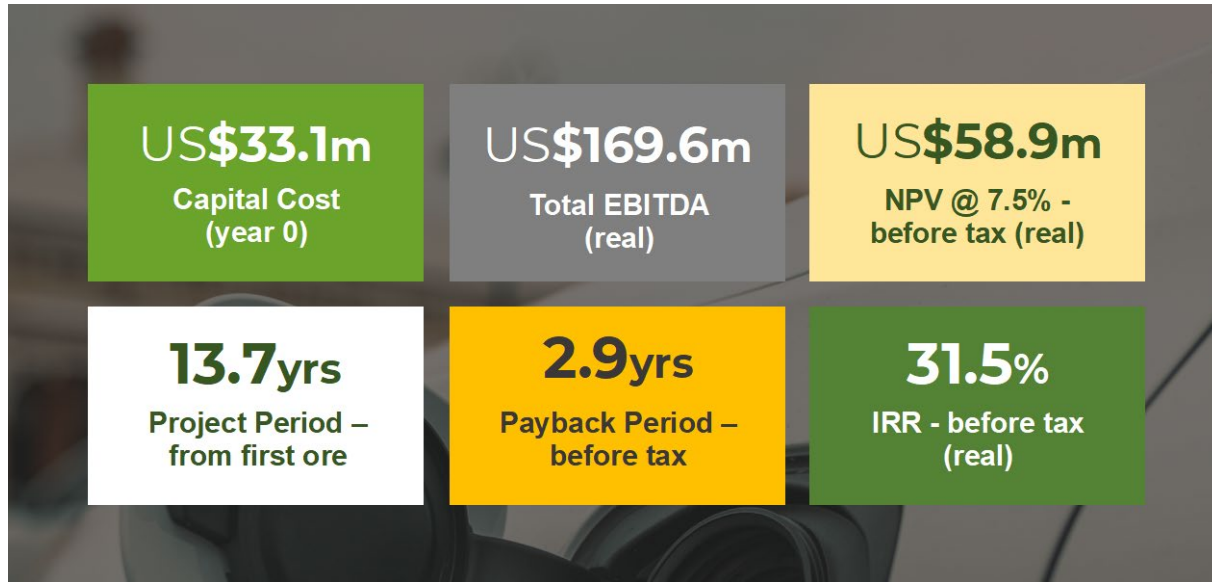 US$33.1m
Capital Cost
(year 0)
US$169.6m
Total EBITDA
(real)
US$58.9m
NPV @ 7.5% -
before tax (real)
13.7yrs
Project Period –
from first ore
2.9yrs
Payback Period –
before tax
31.5%
IRR - before tax
(real)